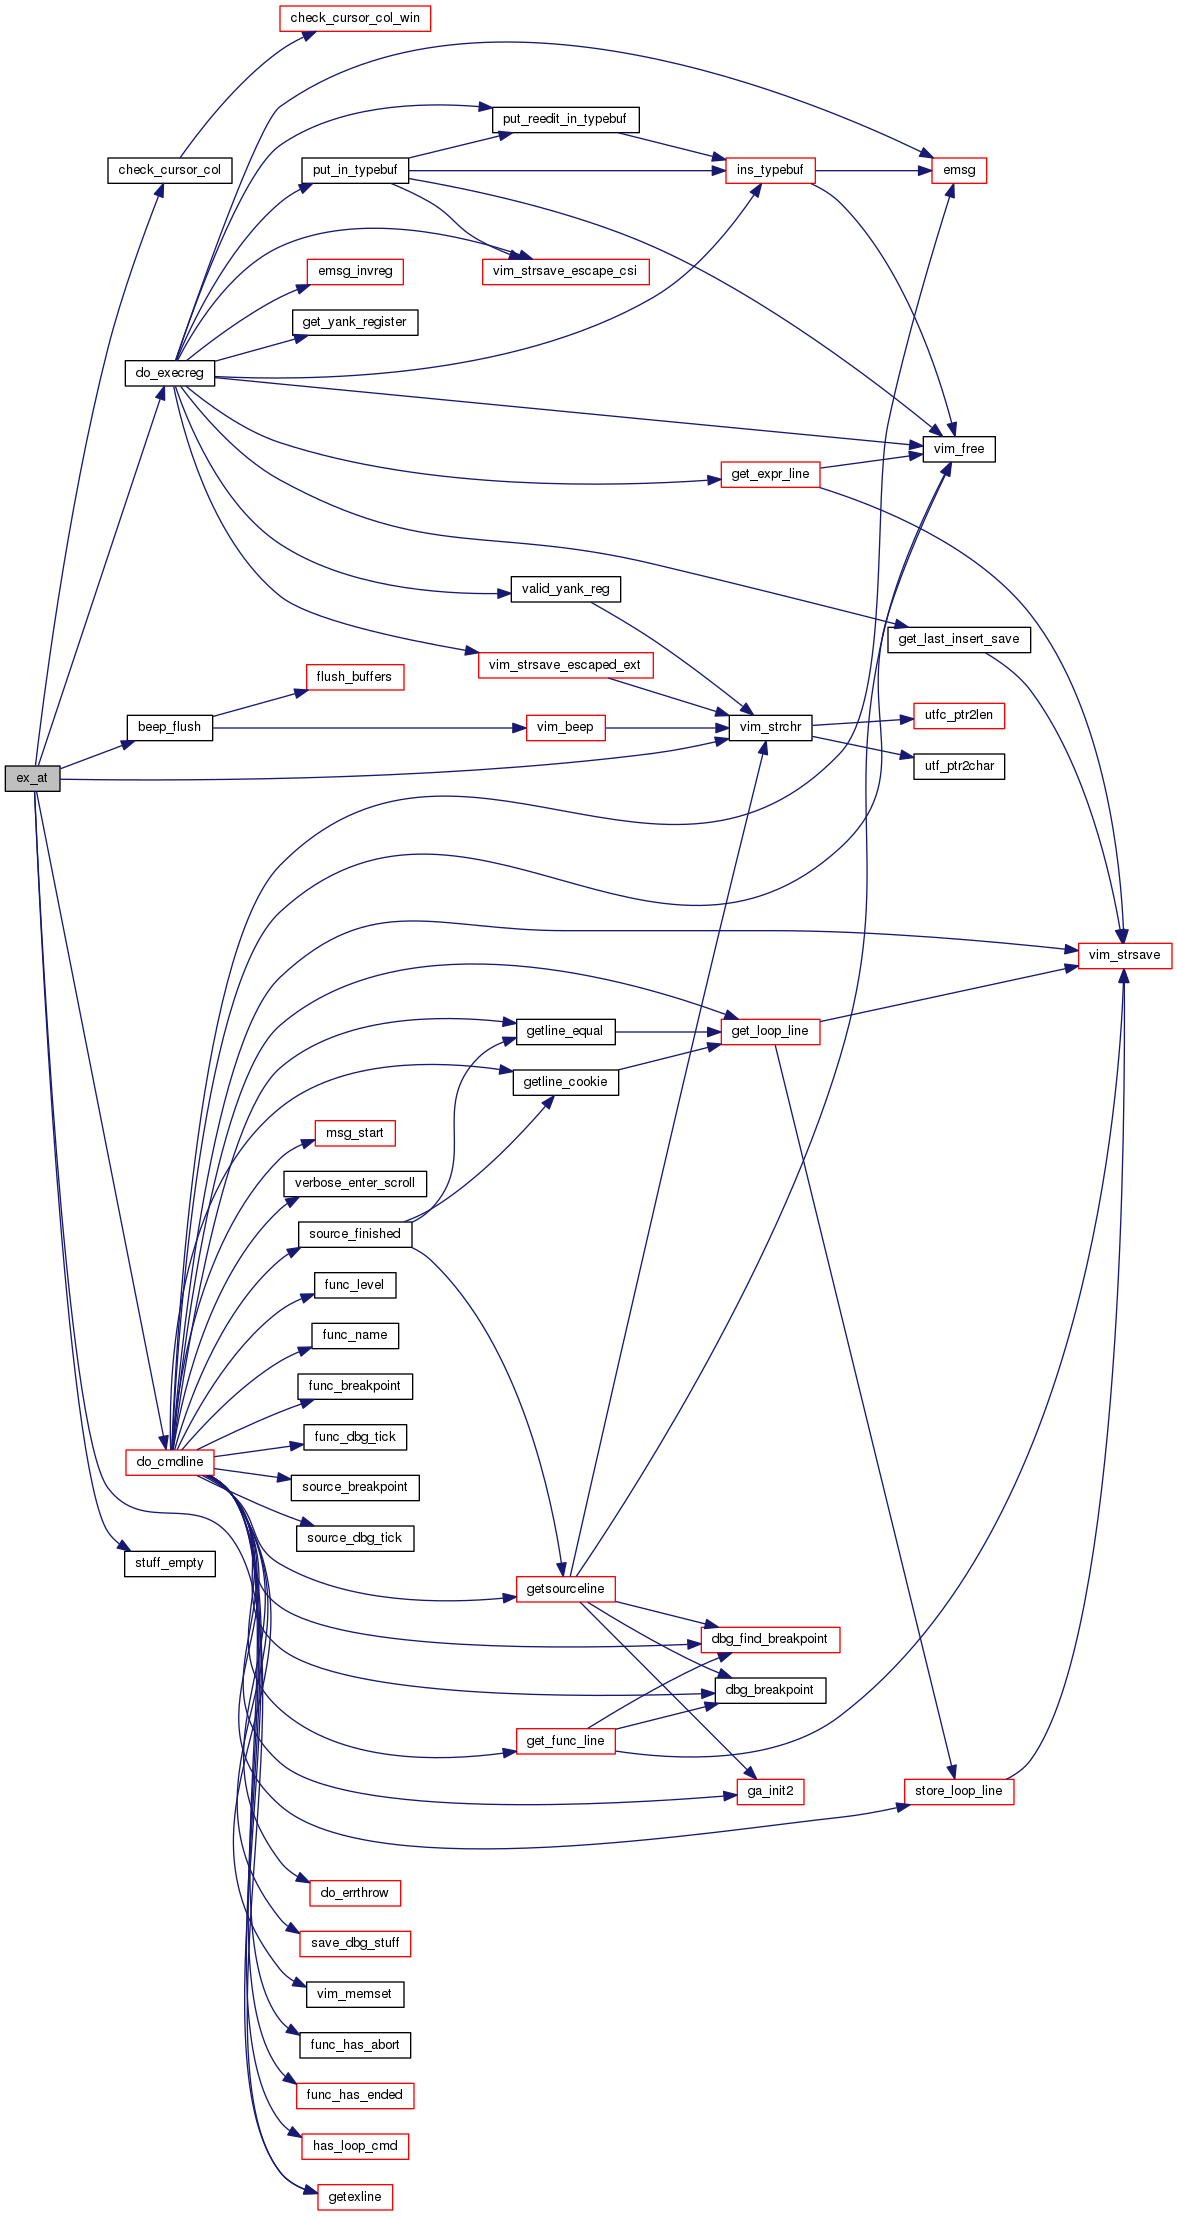 check_cursor_col_win
put_reedit_in_typebuf
check_cursor_col
put_in_typebuf
ins_typebuf
emsg
emsg_invreg
vim_strsave_escape_csi
get_yank_register
do_execreg
vim_free
get_expr_line
valid_yank_reg
get_last_insert_save
vim_strsave_escaped_ext
flush_buffers
utfc_ptr2len
beep_flush
vim_beep
vim_strchr
ex_at
utf_ptr2char
vim_strsave
getline_equal
get_loop_line
getline_cookie
msg_start
verbose_enter_scroll
source_finished
func_level
func_name
func_breakpoint
func_dbg_tick
do_cmdline
source_breakpoint
source_dbg_tick
stuff_empty
getsourceline
dbg_find_breakpoint
dbg_breakpoint
get_func_line
ga_init2
store_loop_line
do_errthrow
save_dbg_stuff
vim_memset
func_has_abort
func_has_ended
has_loop_cmd
getexline